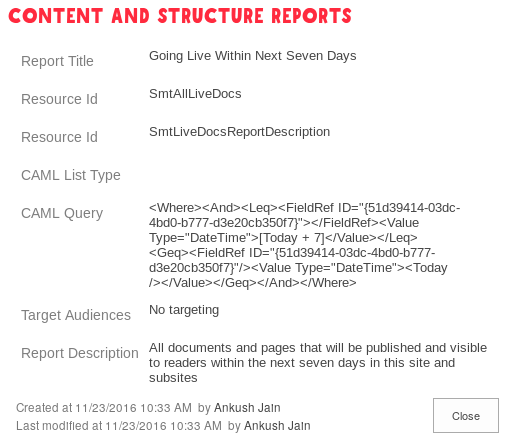 CONTENT AND STRUCTURE REPORTS
Report Title
Going Live Within Next Seven Days
Resource Id
SmtAllLiveDocs
Resource Id
SmtLiveDocsReportDescription
CAML List Type
CAML Query
<Where><And><Leq><FieldRef ID="{51d39414-03dc-
4bd0-b777-d3e20cb350f7}"></FieldRef><Value
Type="DateTime">[Today + 7]</Value></Leq>
<Geq><FieldRef ID="{51d39414-03dc-4bd0-b777-
d3e20cb350f7}"/><Value Type="DateTime"><Today
/></Value></Geq></And></Where>
Target Audiences
No targeting
Report Description
All documents and pages that will be published and visible
to readers within the next seven days in this site and
subsites
Created at 11/23/2016 10:33 AM by Ankush Jain
Last modified at 11/23/2016 10:33 AM by Ankush Jain
Close